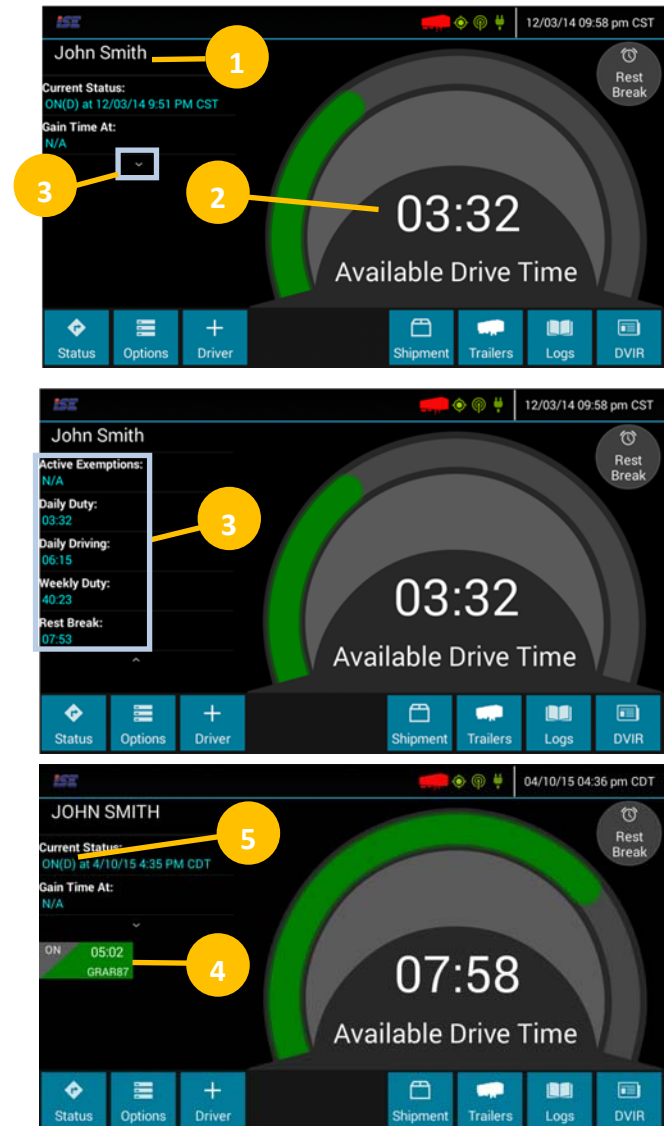 ISE
12/03/14 09:58 pm CST
John Smith
1
Rest
Break
Current Status:
ON(D) at 12/03/14 9:51 PM CST
Gain Time At:
N/A
3
2
03:32
Available Drive Time
Status
Options
Driver
Shipment
Trailers
Logs
DVIR
ISE
12/03/14 09:58 pm CST
John Smith
Rest
Break
Active Exemptions:
N/A
Daily Duty:
03:32
3
Daily Driving:
06:15
Weekly Duty:
40:23
Rest Break:
07:53
03:32
Available Drive Time
Status
Options
Driver
Shipment
Trailers
Logs
DVIR
ISE
04/10/15 04:36 pm CDT
JOHN SMITH
5
Rest
Break
Current Status:
ON(D) at 4/10/15 4:35 PM CDT
Gain Time At:
N/A
ON 05:02
GRAR87
4
07:58
Available Drive Time
Status
Options
Driver
Shipment
Trailers
Logs
DVIR